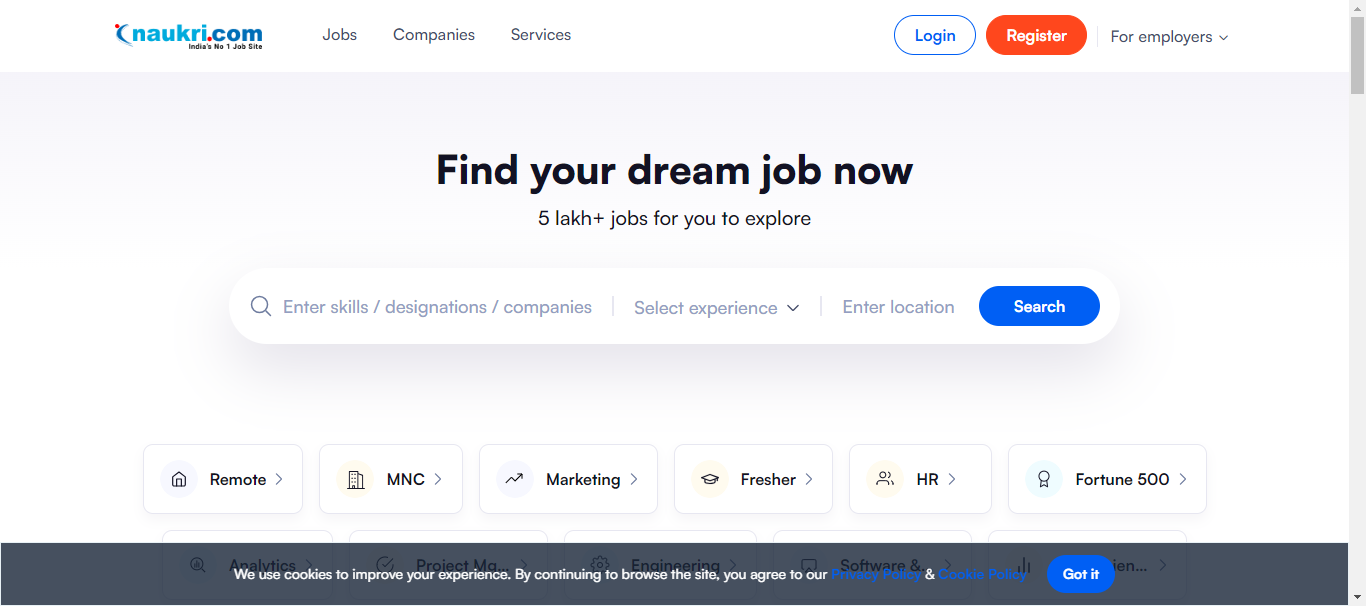 naukri.com
India's No 1 Job Site
Jobs Companies Services
Login Register For employers
Find your dream job now
5 lakh+ jobs for you to explore
Enter skills / designations / companies Select experience Enter location Search
Remote MNC Marketing Fresher HR Fortune 500
Analytics Project Ma... Engineering Software &...
We use cookies to improve your experience. By continuing to browse the site, you agree to our Privacy Policy & Cookie Policy Got it